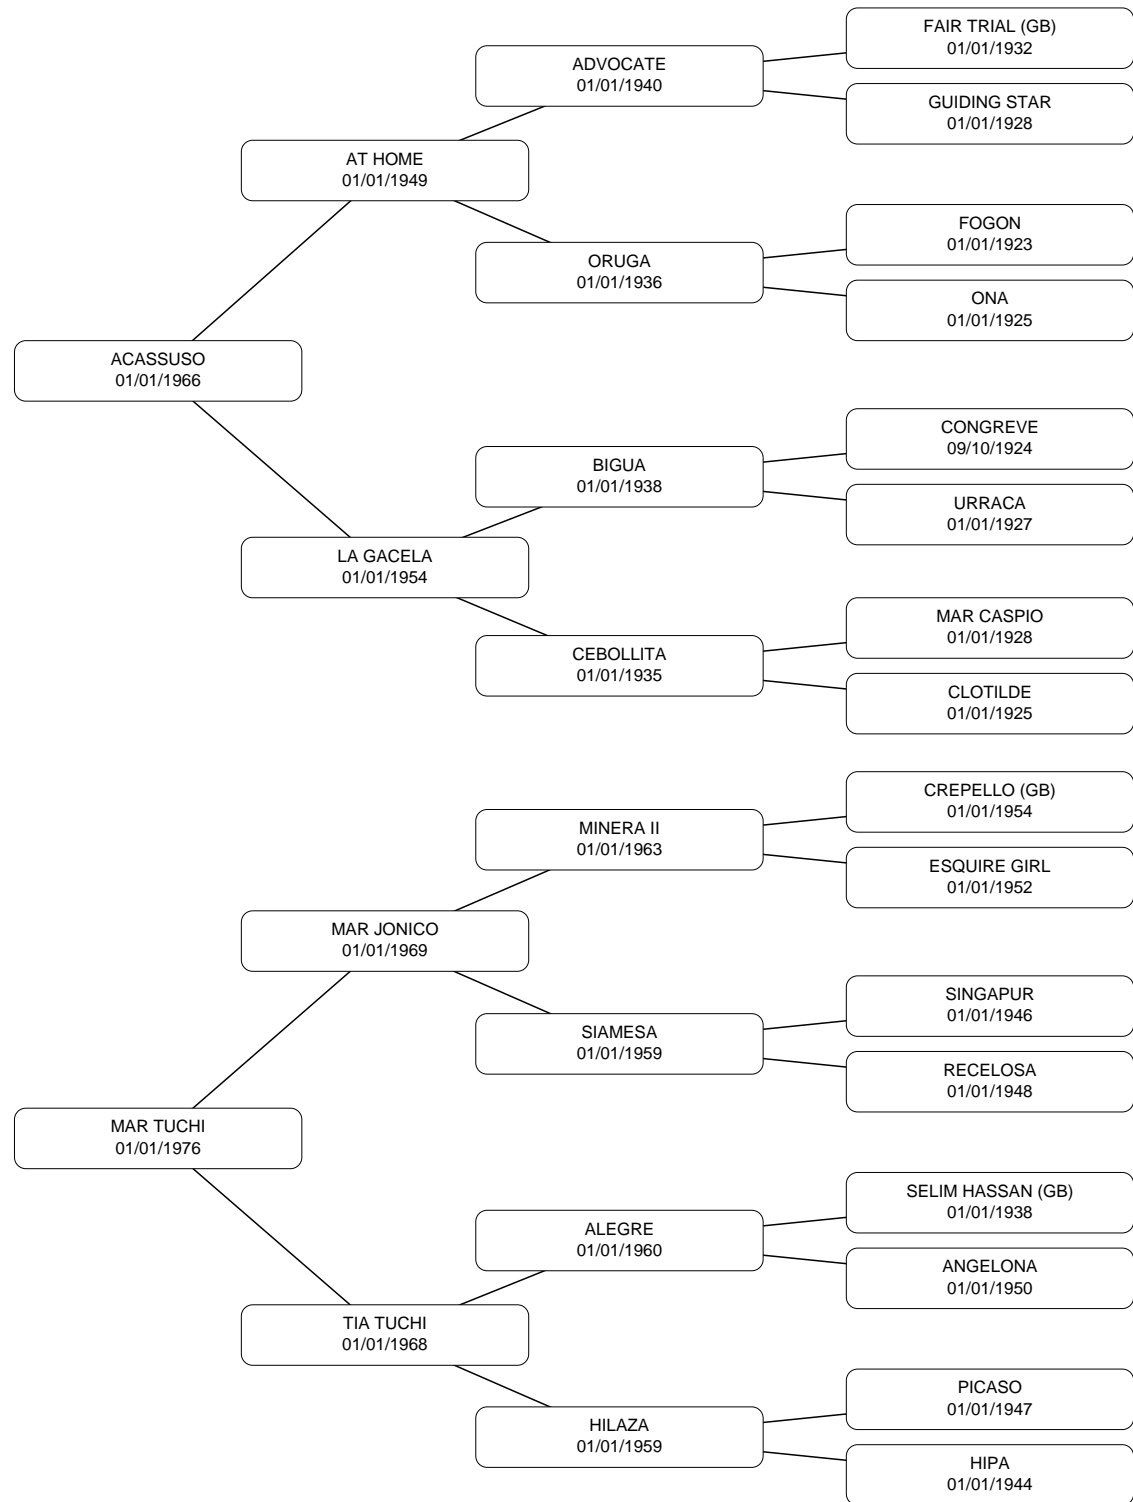 FAIR TRIAL (GB)
01/01/1932
ADVOCATE
01/01/1940
GUIDING STAR
01/01/1928
AT HOME
01/01/1949
FOGON
01/01/1923
ORUGA
01/01/1936
ONA
01/01/1925
ACASSUSO
01/01/1966
CONGREVE
09/10/1924
BIGUA
01/01/1938
URRACA
01/01/1927
LA GACELA
01/01/1954
MAR CASPIO
01/01/1928
CEBOLLITA
01/01/1935
CLOTILDE
01/01/1925
CREPELLO (GB)
01/01/1954
MINERA II
01/01/1963
ESQUIRE GIRL
01/01/1952
MAR JONICO
01/01/1969
SINGAPUR
01/01/1946
SIAMESA
01/01/1959
RECELOSA
01/01/1948
MAR TUCHI
01/01/1976
SELIM HASSAN (GB)
01/01/1938
ALEGRE
01/01/1960
ANGELONA
01/01/1950
TIA TUCHI
01/01/1968
PICASO
01/01/1947
HILAZA
01/01/1959
HIPA
01/01/1944